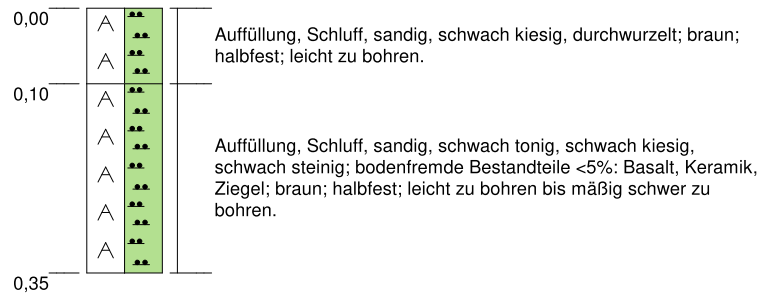 0,00
Auffüllung, Schluff, sandig, schwach kiesig, durchwurzelt; braun;
halbfest; leicht zu bohren.
0,10
Auffüllung, Schluff, sandig, schwach tonig, schwach kiesig,
schwach steinig; bodenfremde Bestandteile <5%: Basalt, Keramik,
Ziegel; braun; halbfest; leicht zu bohren bis mäßig schwer zu
bohren.
0,35
A
A
A
A
A
A
A